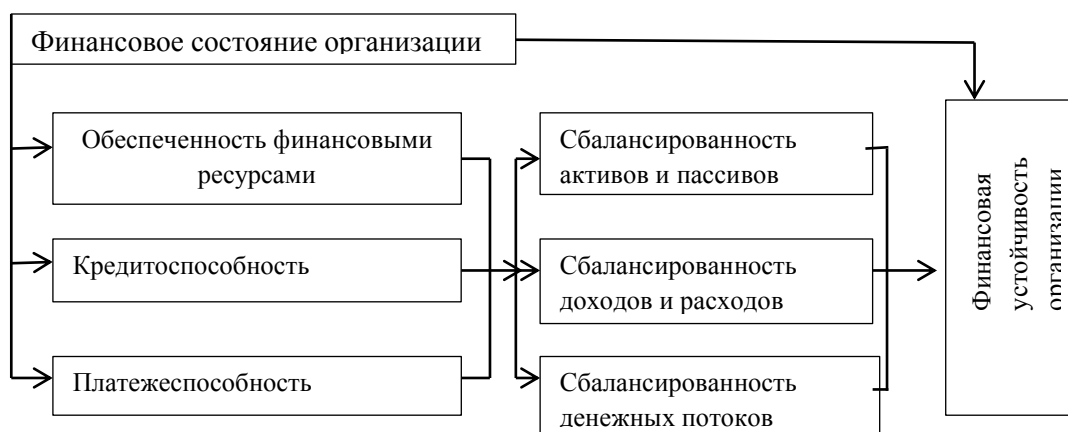 Финансовое состояние организации
Обеспеченность финансовыми
ресурсами
Кредитоспособность
Платежеспособность
Сбалансированность
активов и пассивов
Сбалансированность
доходов и расходов
Сбалансированность
денежных потоков
Финансовая
устойчивость
организации